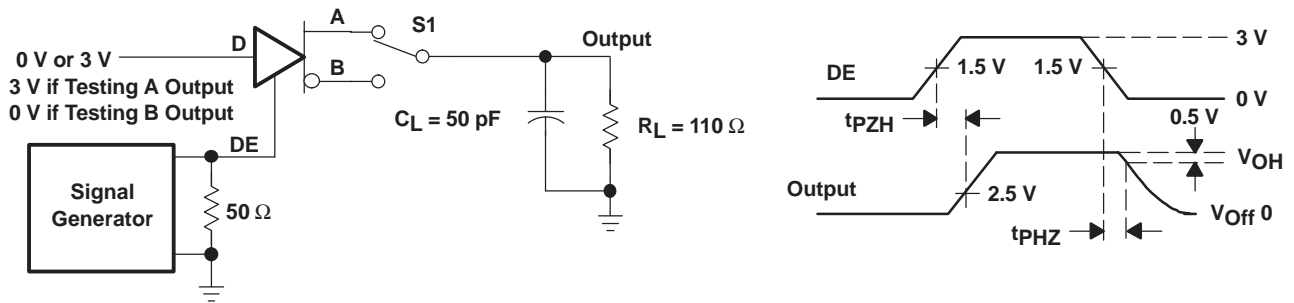 0 V or 3 V
3 V if Testing A Output
0 V if Testing B Output
D
A
B
S1
Output
CL = 50 pF
RL = 110 Ω
DE
Signal
Generator
50 Ω
DE
1.5 V
1.5 V
3 V
0 V
tPZH
0.5 V
Output
2.5 V
VOH
tPHZ
VOff 0